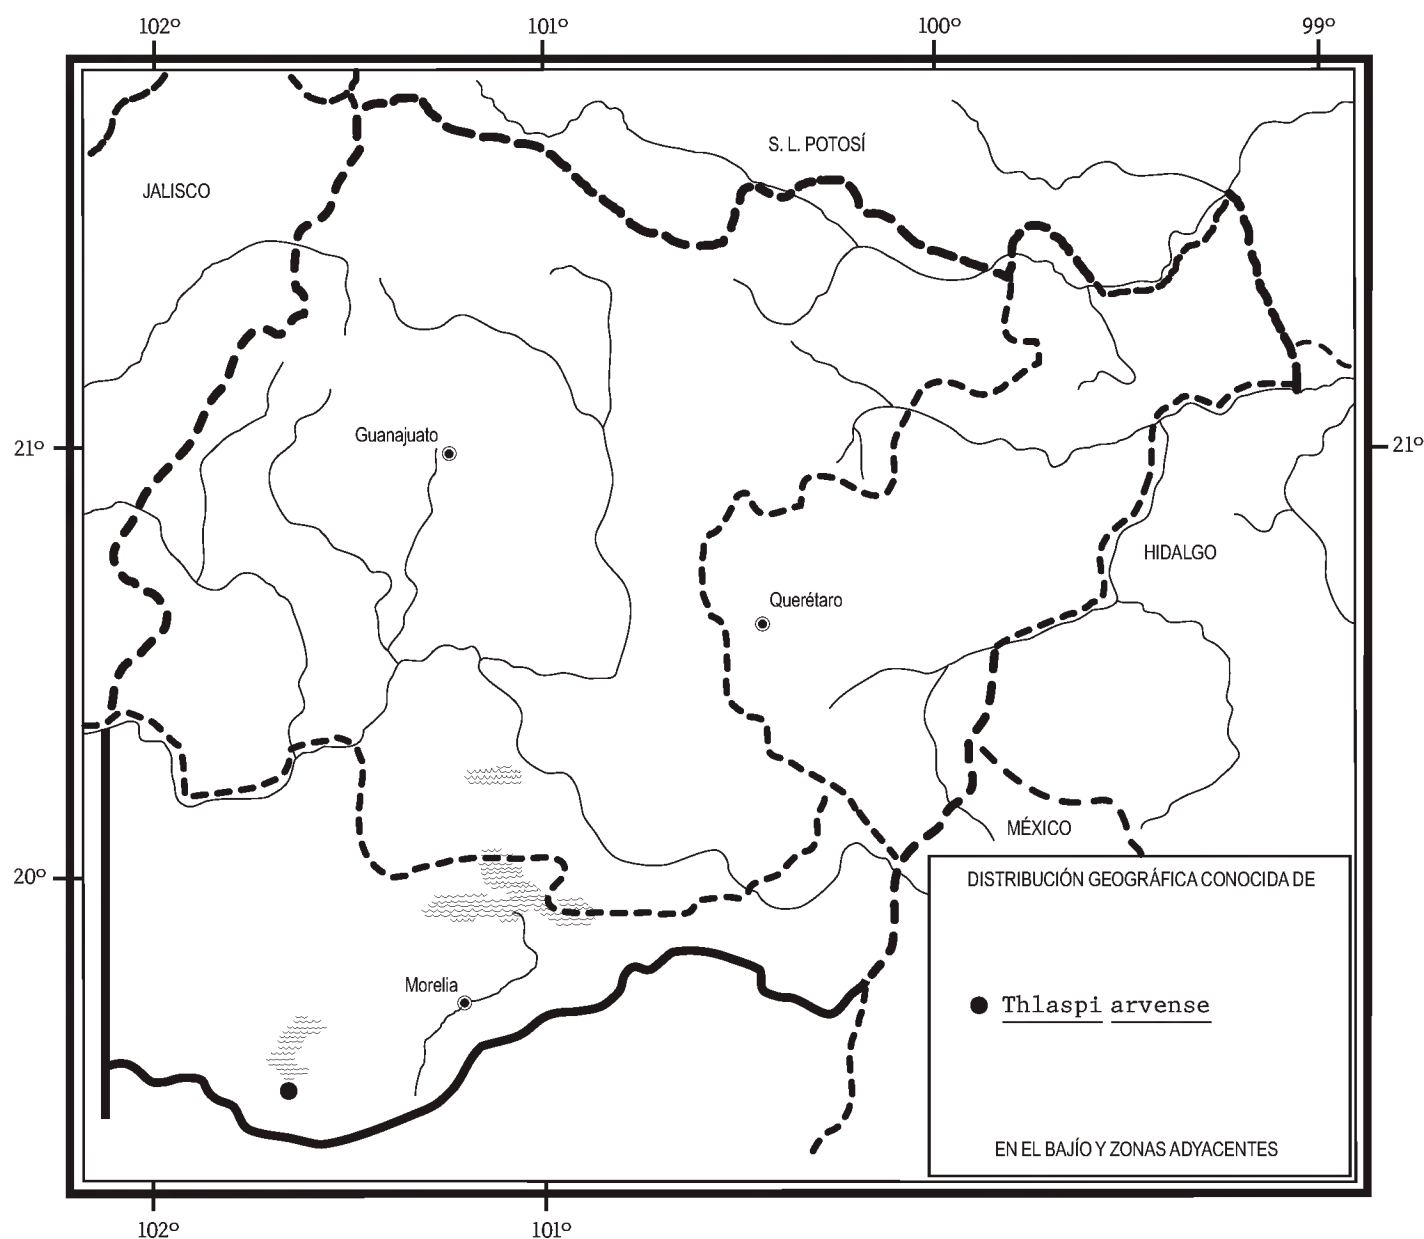 102º 101º 100º 99º
S. L. POTOSÍ
JALISCO
Guanajuato
21º 21º
HIDALGO
Querétaro
MÉXICO
20º
DISTRIBUCIÓN GEOGRÁFICA CONOCIDA DE
Morelia
Thlaspi arvense
EN EL BAJÍO Y ZONAS ADYACENTES
102º 101º